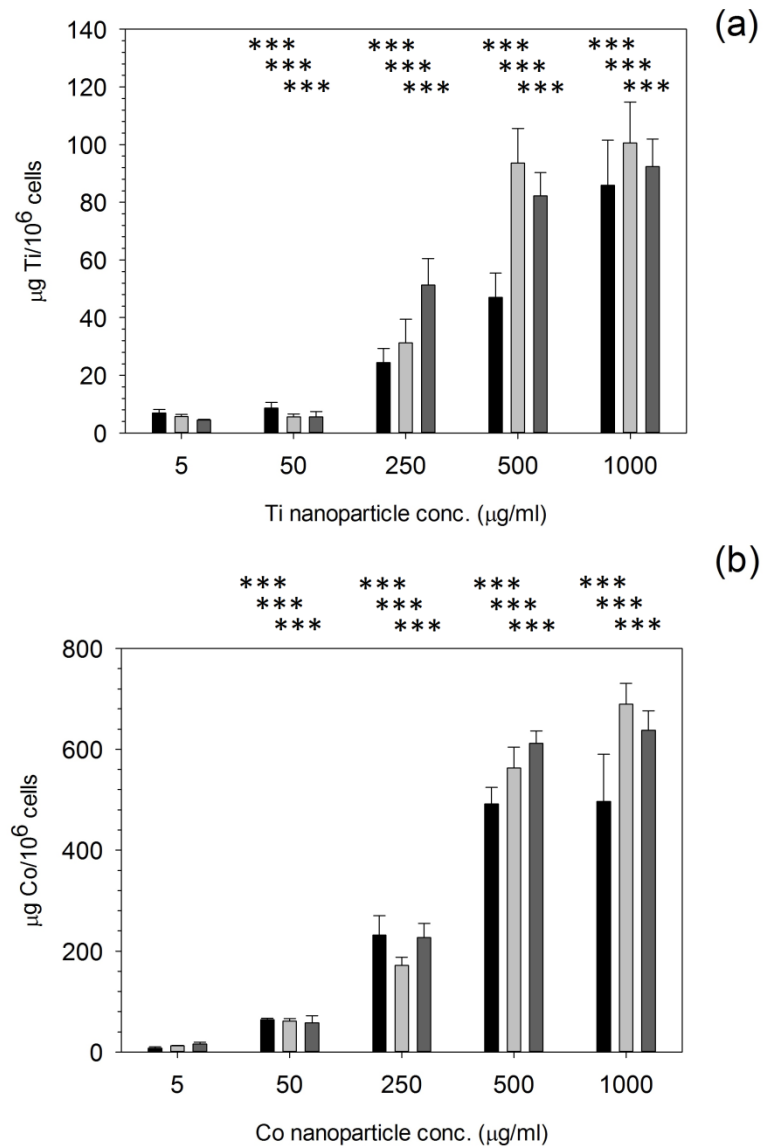 (a)
140
120
100
80
60
40
20
0
µg Ti/10⁶ cells
*** *** *** ***
*** *** *** ***
*** *** *** ***
5 50 250 500 1000
Ti nanoparticle conc. (µg/ml)
(b)
*** *** *** ***
*** *** *** ***
*** *** *** ***
800
600
400
200
0
µg Co/10⁶ cells
5 50 250 500 1000
Co nanoparticle conc. (µg/ml)